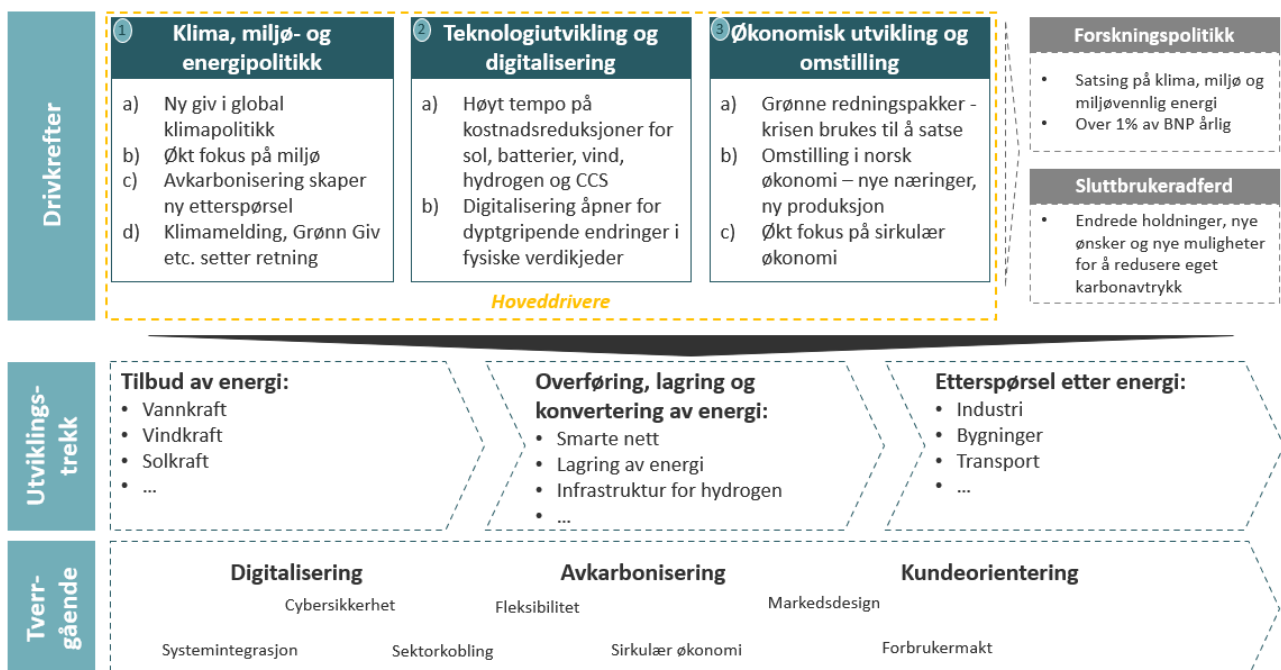 Drivkrefter
1
Klima, miljø- og
energipolitikk
a) Ny giv i global
klimapolitikk
b) Økt fokus på miljø
c) Avkarbonisering skaper
ny etterspørsel
d) Klimamelding, Grønn Giv
etc. setter retning
2
Teknologiutvikling og
digitalisering
a) Høyt tempo på
kostnadsreduksjoner for
sol, batterier, vind,
hydrogen og CCS
b) Digitalisering åpner for
dyptgripende endringer i
fysiske verdikjeder
3
Økonomisk utvikling og
omstilling
a) Grønne redningspakker -
krisen brukes til å satse
b) Omstilling i norsk
økonomi – nye næringer,
ny produksjon
c) Økt fokus på sirkulær
økonomi
Hoveddrivere
Forskningspolitikk
• Satsing på klima, miljø og
miljøvennlig energi
• Over 1% av BNP årlig
Sluttbrukeradferd
• Endrede holdninger, nye
ønsker og nye muligheter
for å redusere eget
karbonavtrykk
Utviklings-
trekk
Tilbud av energi:
• Vannkraft
• Vindkraft
• Solkraft
• ...
Overføring, lagring og
konvertering av energi:
• Smarte nett
• Lagring av energi
• Infrastruktur for hydrogen
• ...
Etterspørsel etter energi:
• Industri
• Bygninger
• Transport
• ...
Tverr-
gående
Digitalisering
Avkarbonisering
Kundeorientering
Cybersikkerhet
Fleksibilitet
Markedsdesign
Systemintegrasjon
Sektorkobling
Sirkulær økonomi
Forbrukermakt